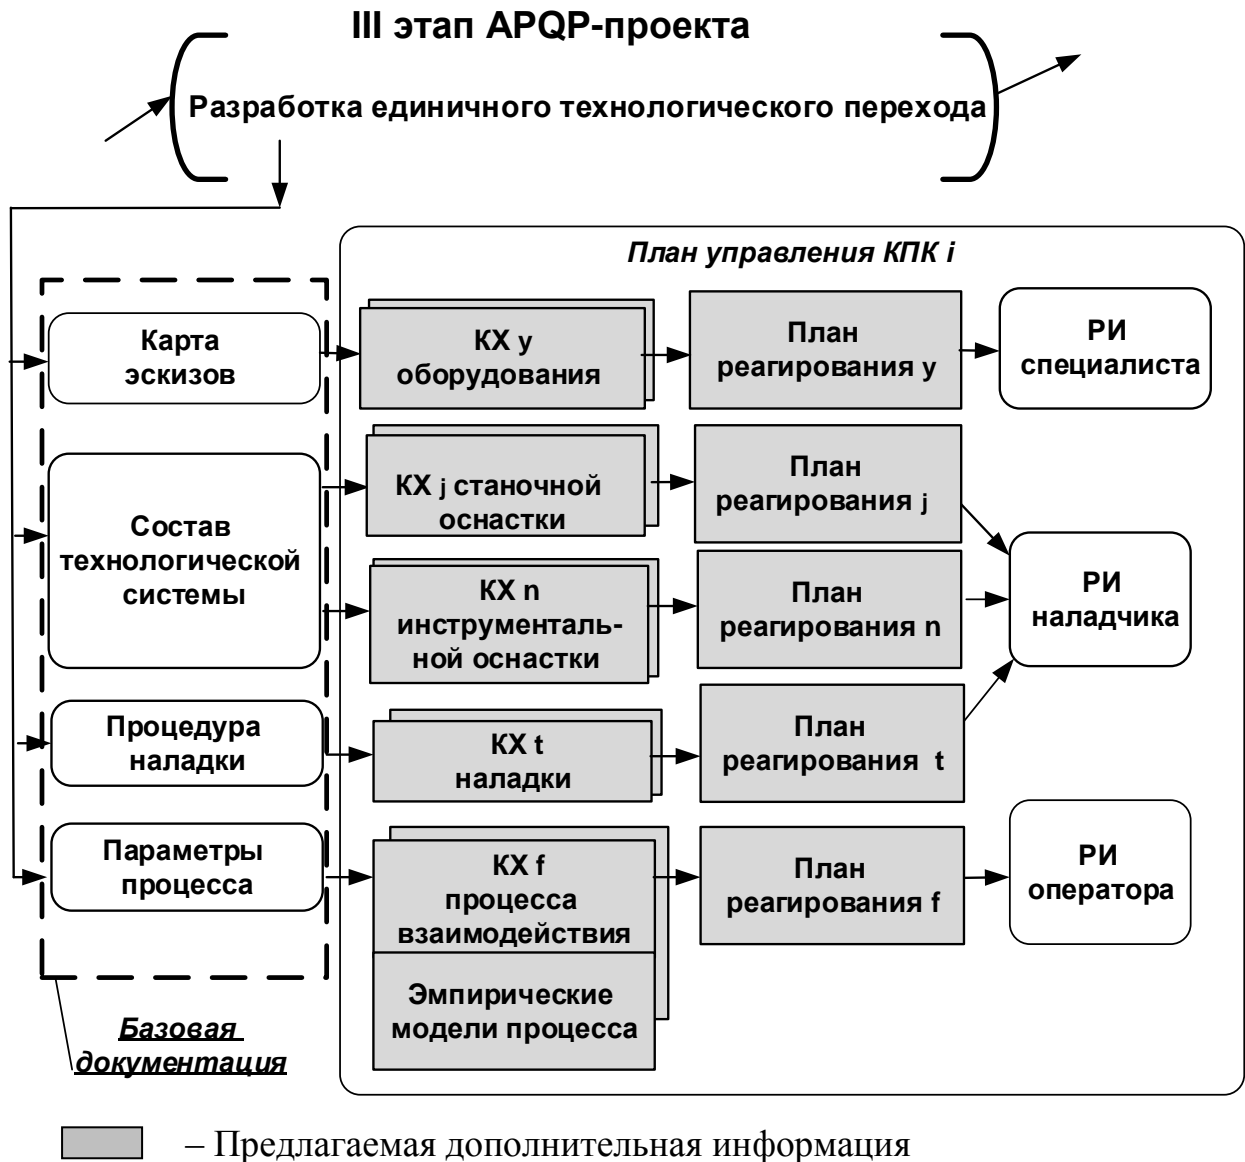 III этап APQP-проекта
Разработка единичного технологического перехода
План управления КПК i
Карта
эскизов
КХ y
оборудования
План
реагирования y
РИ
специалиста
Состав
технологической
системы
КХ j станочной
оснастки
План
реагирования j
КХ n
инструменталь-
ной оснастки
План
реагирования n
РИ
наладчика
Процедура
наладки
КХ t
наладки
План
реагирования t
Параметры
процесса
КХ f
процесса
взаимодействия
План
реагирования f
РИ
оператора
Эмпирические
модели процесса
Базовая
документация
– Предлагаемая дополнительная информация